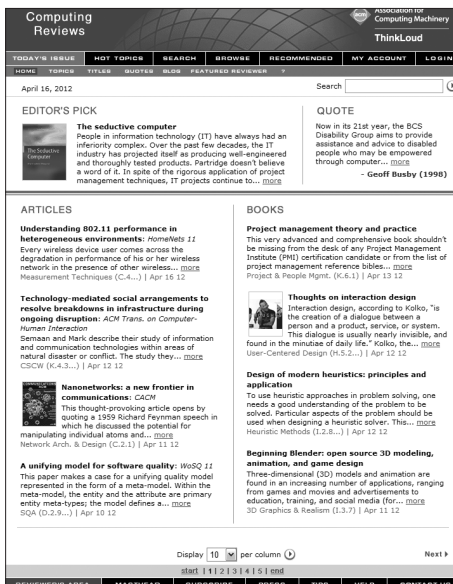 Computing
Reviews
Association for
Computing Machinery
ThinkLoud
TODAY'S ISSUE HOT TOPICS SEARCH BROWSE RECOMMENDED MY ACCOUNT LOGIN
HOME TOPICS TITLES QUOTES BLOG FEATURED REVIEWER ?
April 16, 2012
Search
EDITOR'S PICK
The Seductive
Computer
The seductive computer
People in information technology (IT) have always had an
inferiority complex. Over the past few decades, the IT
industry has projected itself as producing well-engineered
and thoroughly tested products. Partridge doesn't believe
a word of it. In spite of the rigorous application of project
management techniques, IT projects continue to... more
QUOTE
Now in its 21st year, the BCS
Disability Group aims to provide
assistance and advice to disabled
people who may be empowered
through computer... more
- Geoff Busby (1998)
ARTICLES
Understanding 802.11 performance in
heterogeneous environments: HomeNets 11
Every wireless device user comes across the
degradation in performance of his or her wireless
network in the presence of other wireless... more
Measurement Techniques (C.4...) | Apr 16 12
Technology-mediated social arrangements to
resolve breakdowns in infrastructure during
ongoing disruption: ACM Trans. on Computer-
Human Interaction
Semaan and Mark describe their study of information
and communication technologies within areas of
natural disaster or conflict. The study they... more
CSCW (K.4.3...) | Apr 12 12
Nanonetworks: a new frontier in
communications: CACM
This thought-provoking article opens by
quoting a 1959 Richard Feynman speech in
which he discussed the potential for
manipulating individual atoms and... more
Network Arch. & Design (C.2.1) | Apr 11 12
A unifying model for software quality: WoSQ 11
This paper makes a case for a unifying quality model
represented in the form of a meta-model. Within the
meta-model, the entity and the attribute are primary
entity meta-types; the model defines a... more
SQA (D.2.9...) | Apr 10 12
BOOKS
Project management theory and practice
This very advanced and comprehensive book shouldn't
be missing from the desk of any Project Management
Institute (PMI) certification candidate or from the list of
project management reference bibles... more
Project & People Mgmt. (K.6.1) | Apr 13 12
Thoughts on interaction design
Interaction design, according to Kolko, "is
the creation of a dialogue between a
person and a product, service, or system.
This dialogue is usually nearly invisible, and
found in the minutiae of daily life." Kolko, the... more
User-Centered Design (H.5.2...) | Apr 12 12
Design of modern heuristics: principles and
application
To use heuristic approaches in problem solving, one
needs a good understanding of the problem to be
solved. Particular aspects of the problem should be
used when designing a heuristic solver. This... more
Heuristic Methods (I.2.8...) | Apr 12 12
Beginning Blender: open source 3D modeling,
animation, and game design
Three-dimensional (3D) models and animation are
found in an increasing number of applications, ranging
from games and movies and advertisements to
education, training, and social media (for... more
3D Graphics & Realism (I.3.7) | Apr 11 12
Display 10 per column
Next
start | 1 | 2 | 3 | 4 | 5 | end
REVIEWER'S AREA MASTHEAD SUBSCRIBE PRESS TIPS HELP CONTACT US